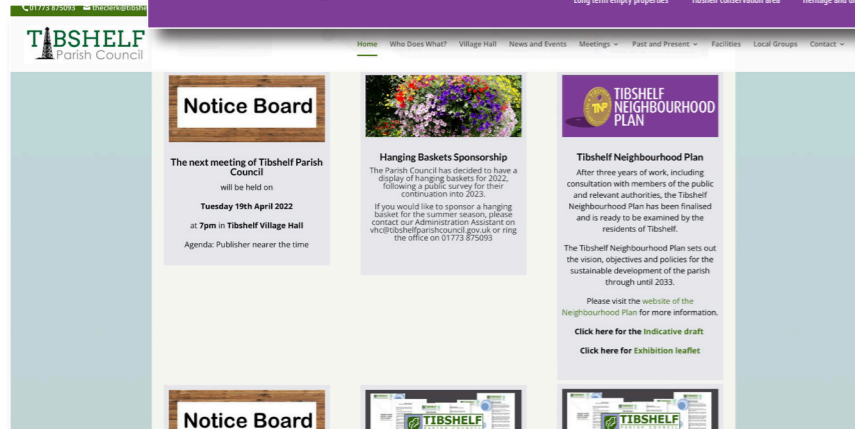 01773 875093 theclerk@tibshe
Long term empty properties Tibshelf conservation area Heritage and di
TIBSHELF
Parish Council
Home Who Does What? Village Hall News and Events Meetings Past and Present Facilities Local Groups Contact
Notice Board
The next meeting of Tibshelf Parish
Council
will be held on
Tuesday 19th April 2022
at 7pm in Tibshelf Village Hall
Agenda: Publisher nearer the time
Hanging Baskets Sponsorship
The Parish Council has decided to have a
display of hanging baskets for 2022,
following a public survey for their
continuation into 2023.
If you would like to sponsor a hanging
basket for the summer season, please
contact our Administration Assistant on
vhc@tibshelfparishcouncil.gov.uk or ring
the office on 01773 875093
TNP
TIBSHELF
NEIGHBOURHOOD
PLAN
Tibshelf Neighbourhood Plan
After three years of work, including
consultation with members of the public
and relevant authorities, the Tibshelf
Neighbourhood Plan has been finalised
and is ready to be examined by the
residents of Tibshelf.
The Tibshelf Neighbourhood Plan sets out
the vision, objectives and policies for the
sustainable development of the parish
through until 2033.
Please visit the website of the
Neighbourhood Plan for more information.
Click here for the Indicative draft
Click here for Exhibition leaflet
Notice Board
TIBSHELF
TIBSHELF